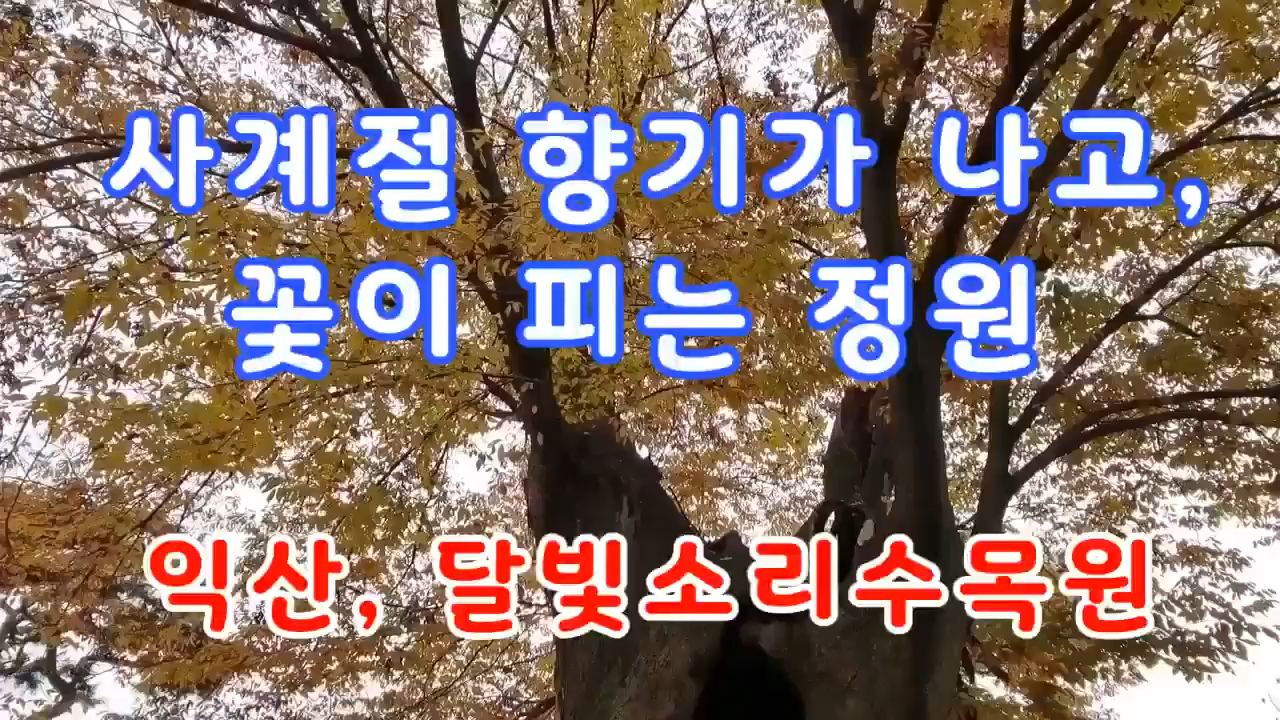 사계절 향기가 나고,
꽃이 피는 정원
익산, 달빛소리수목원